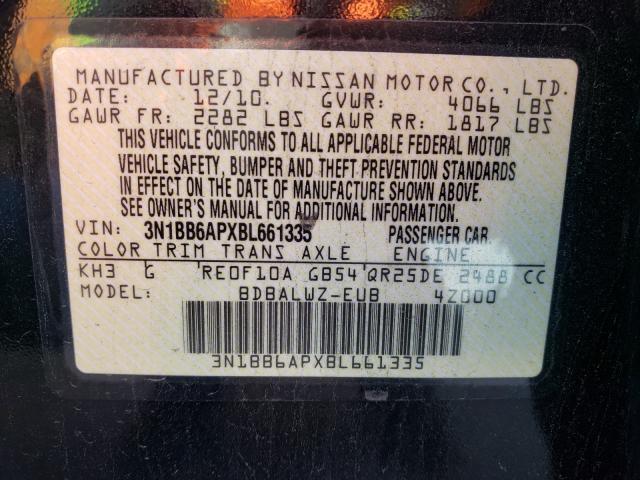 MANUFACTURED BY NISSAN MOTOR CO., LTD.
DATE: 12/10. GVWR: 4066 LBS
GAWR FR: 2282 LBS GAWR RR: 1817 LBS
THIS VEHICLE CONFORMS TO ALL APPLICABLE FEDERAL MOTOR
VEHICLE SAFETY, BUMPER AND THEFT PREVENTION STANDARDS
IN EFFECT ON THE DATE OF MANUFACTURE SHOWN ABOVE.
SEE OWNER'S MANUAL FOR ADDITIONAL INFORMATION.
VIN: 3N1BB6APXBL661335 PASSENGER CAR.
COLOR TRIM TRANS AXLE ENGINE
KH3 G RE0F10A GB54 QR25DE 2488 CC
MODEL: BDBALWZ-EUB 4Z000
3N1BB6APXBL661335